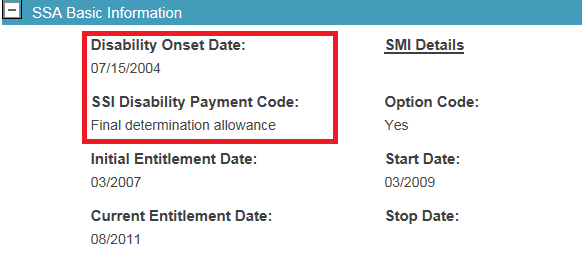 SSA Basic Information
Disability Onset Date:
07/15/2004
SMI Details
SSI Disability Payment Code:
Final determination allowance
Option Code:
Yes
Initial Entitlement Date:
03/2007
Start Date:
03/2009
Current Entitlement Date:
08/2011
Stop Date: